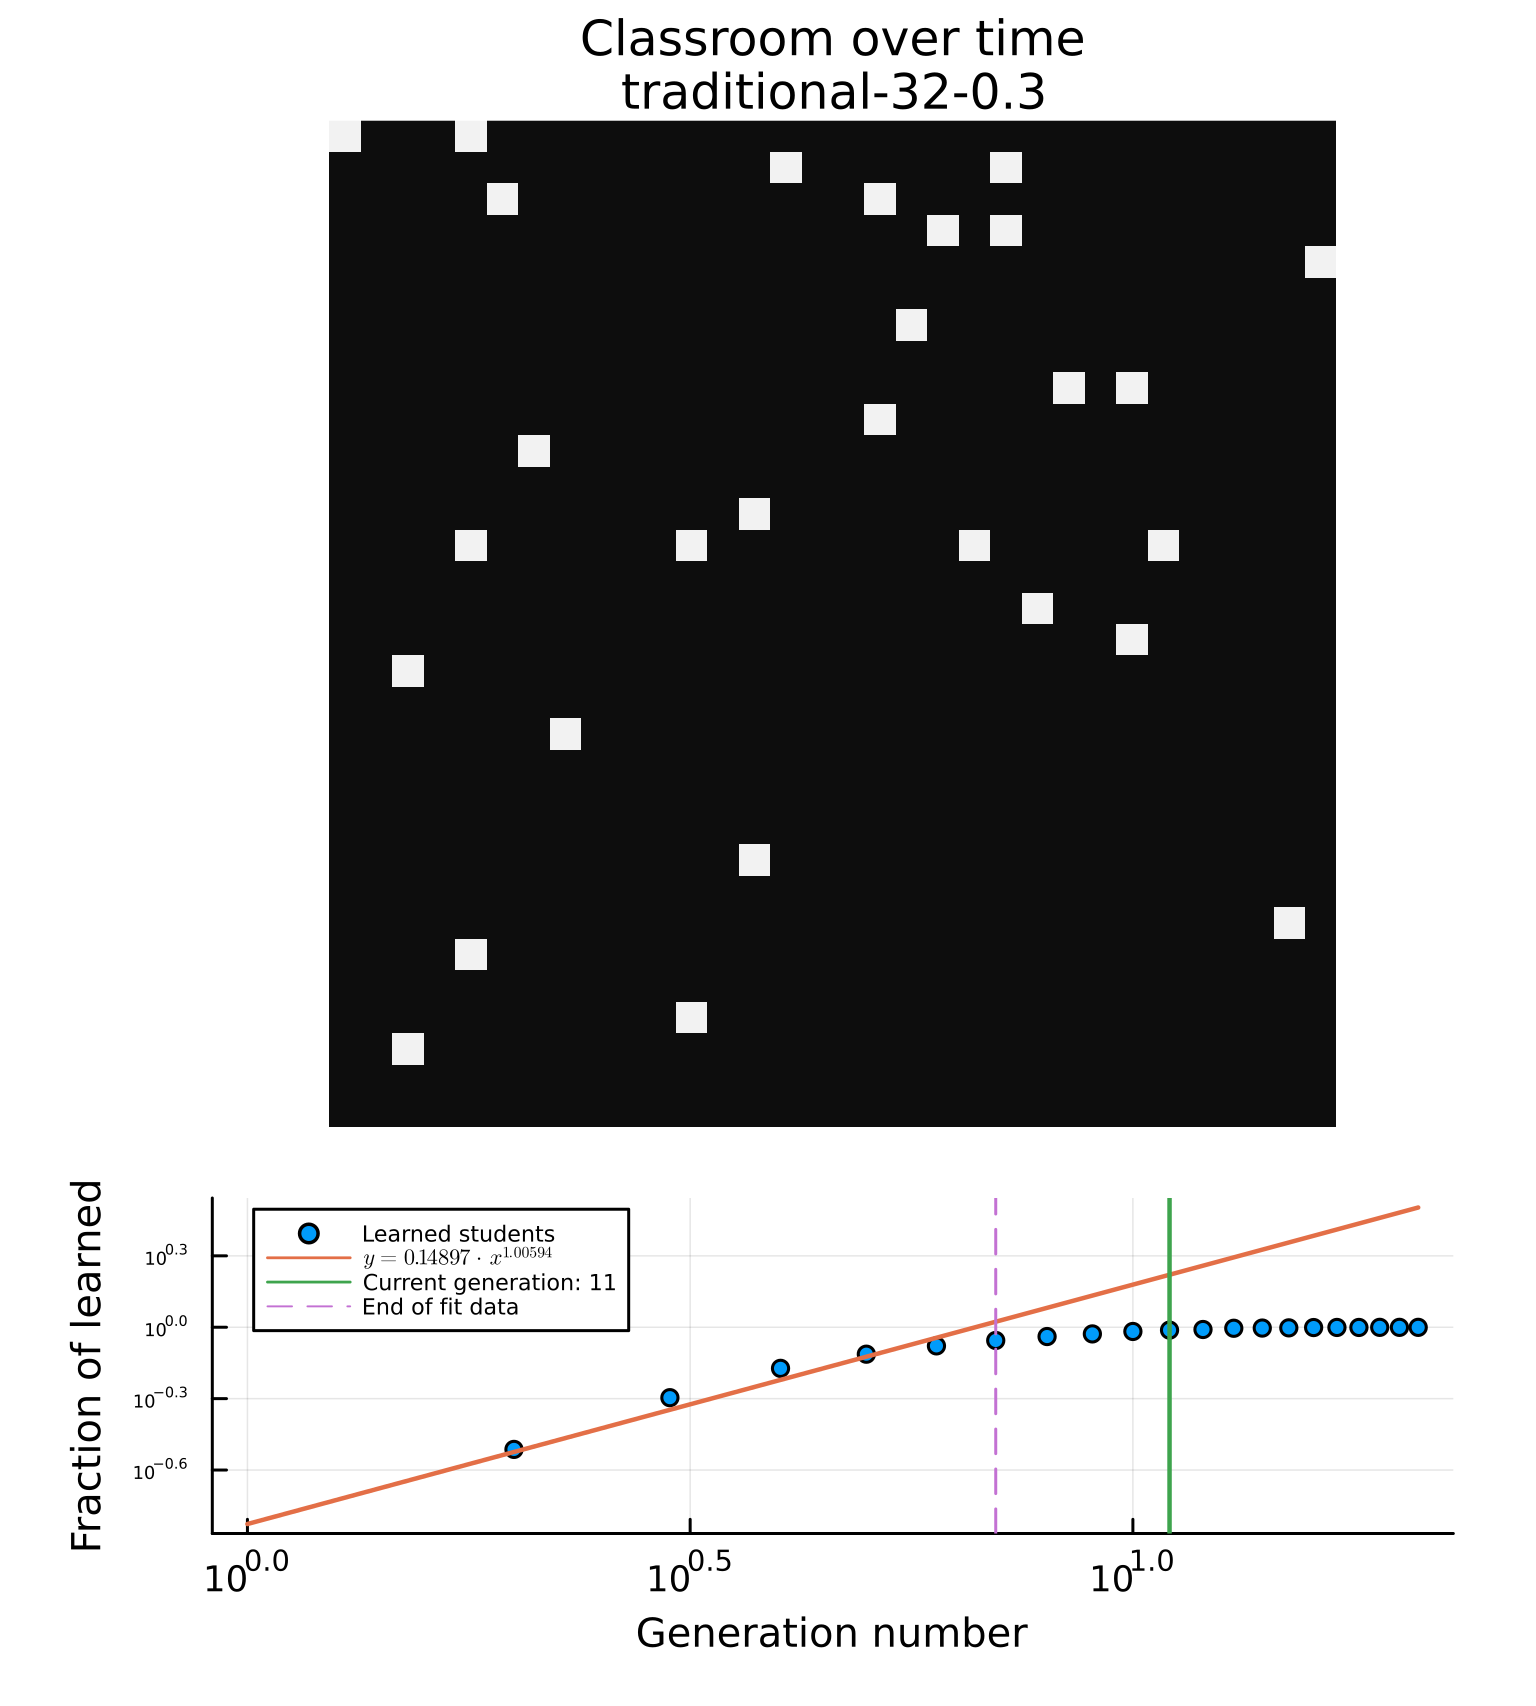 Classroom over time
traditional-32-0.3
Fraction of learned
10^0.3
10^0.0
10^−0.3
10^−0.6
Learned students
y = 0.14897 · x^1.00594
Current generation: 11
End of fit data
10^0.0 10^0.5 10^1.0
Generation number